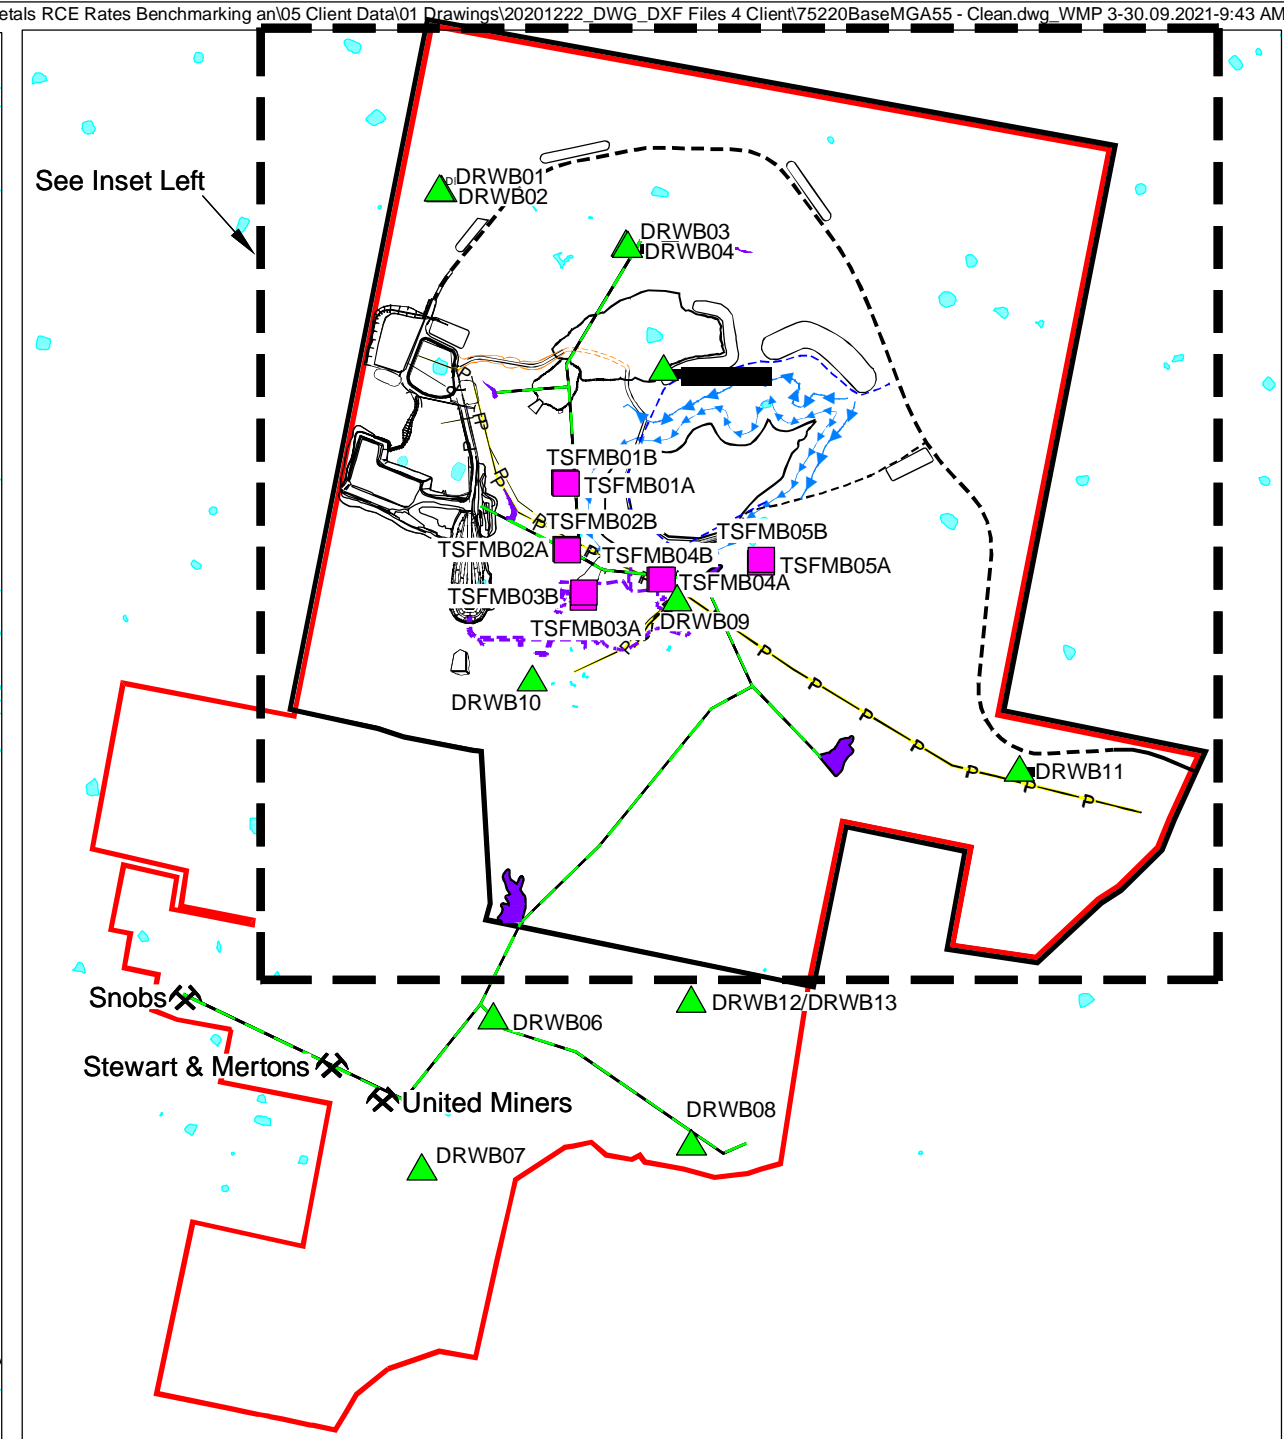 etals RCE Rates Benchmarking an\05 Client Data\01 Drawings\20201222_DWG_DXF Files 4 Client\75220BaseMGA55 - Clean.dwg_WMP 3-30.09.2021-9:43 AM
See Inset Left
DRWB01
DRWB02
DRWB03
DRWB04
P
P
P
TSFMB01B
TSFMB01A
TSFMB02B
P
TSFMB02A
P
TSFMB04B
TSFMB05B
TSFMB05A
TSFMB04A
TSFMB03B
TSFMB03A
DRWB09
P
P
P
DRWB10
P
P
P
DRWB11
P
P
Snobs
DRWB12/DRWB13
DRWB06
Stewart & Mertons
United Miners
DRWB08
DRWB07